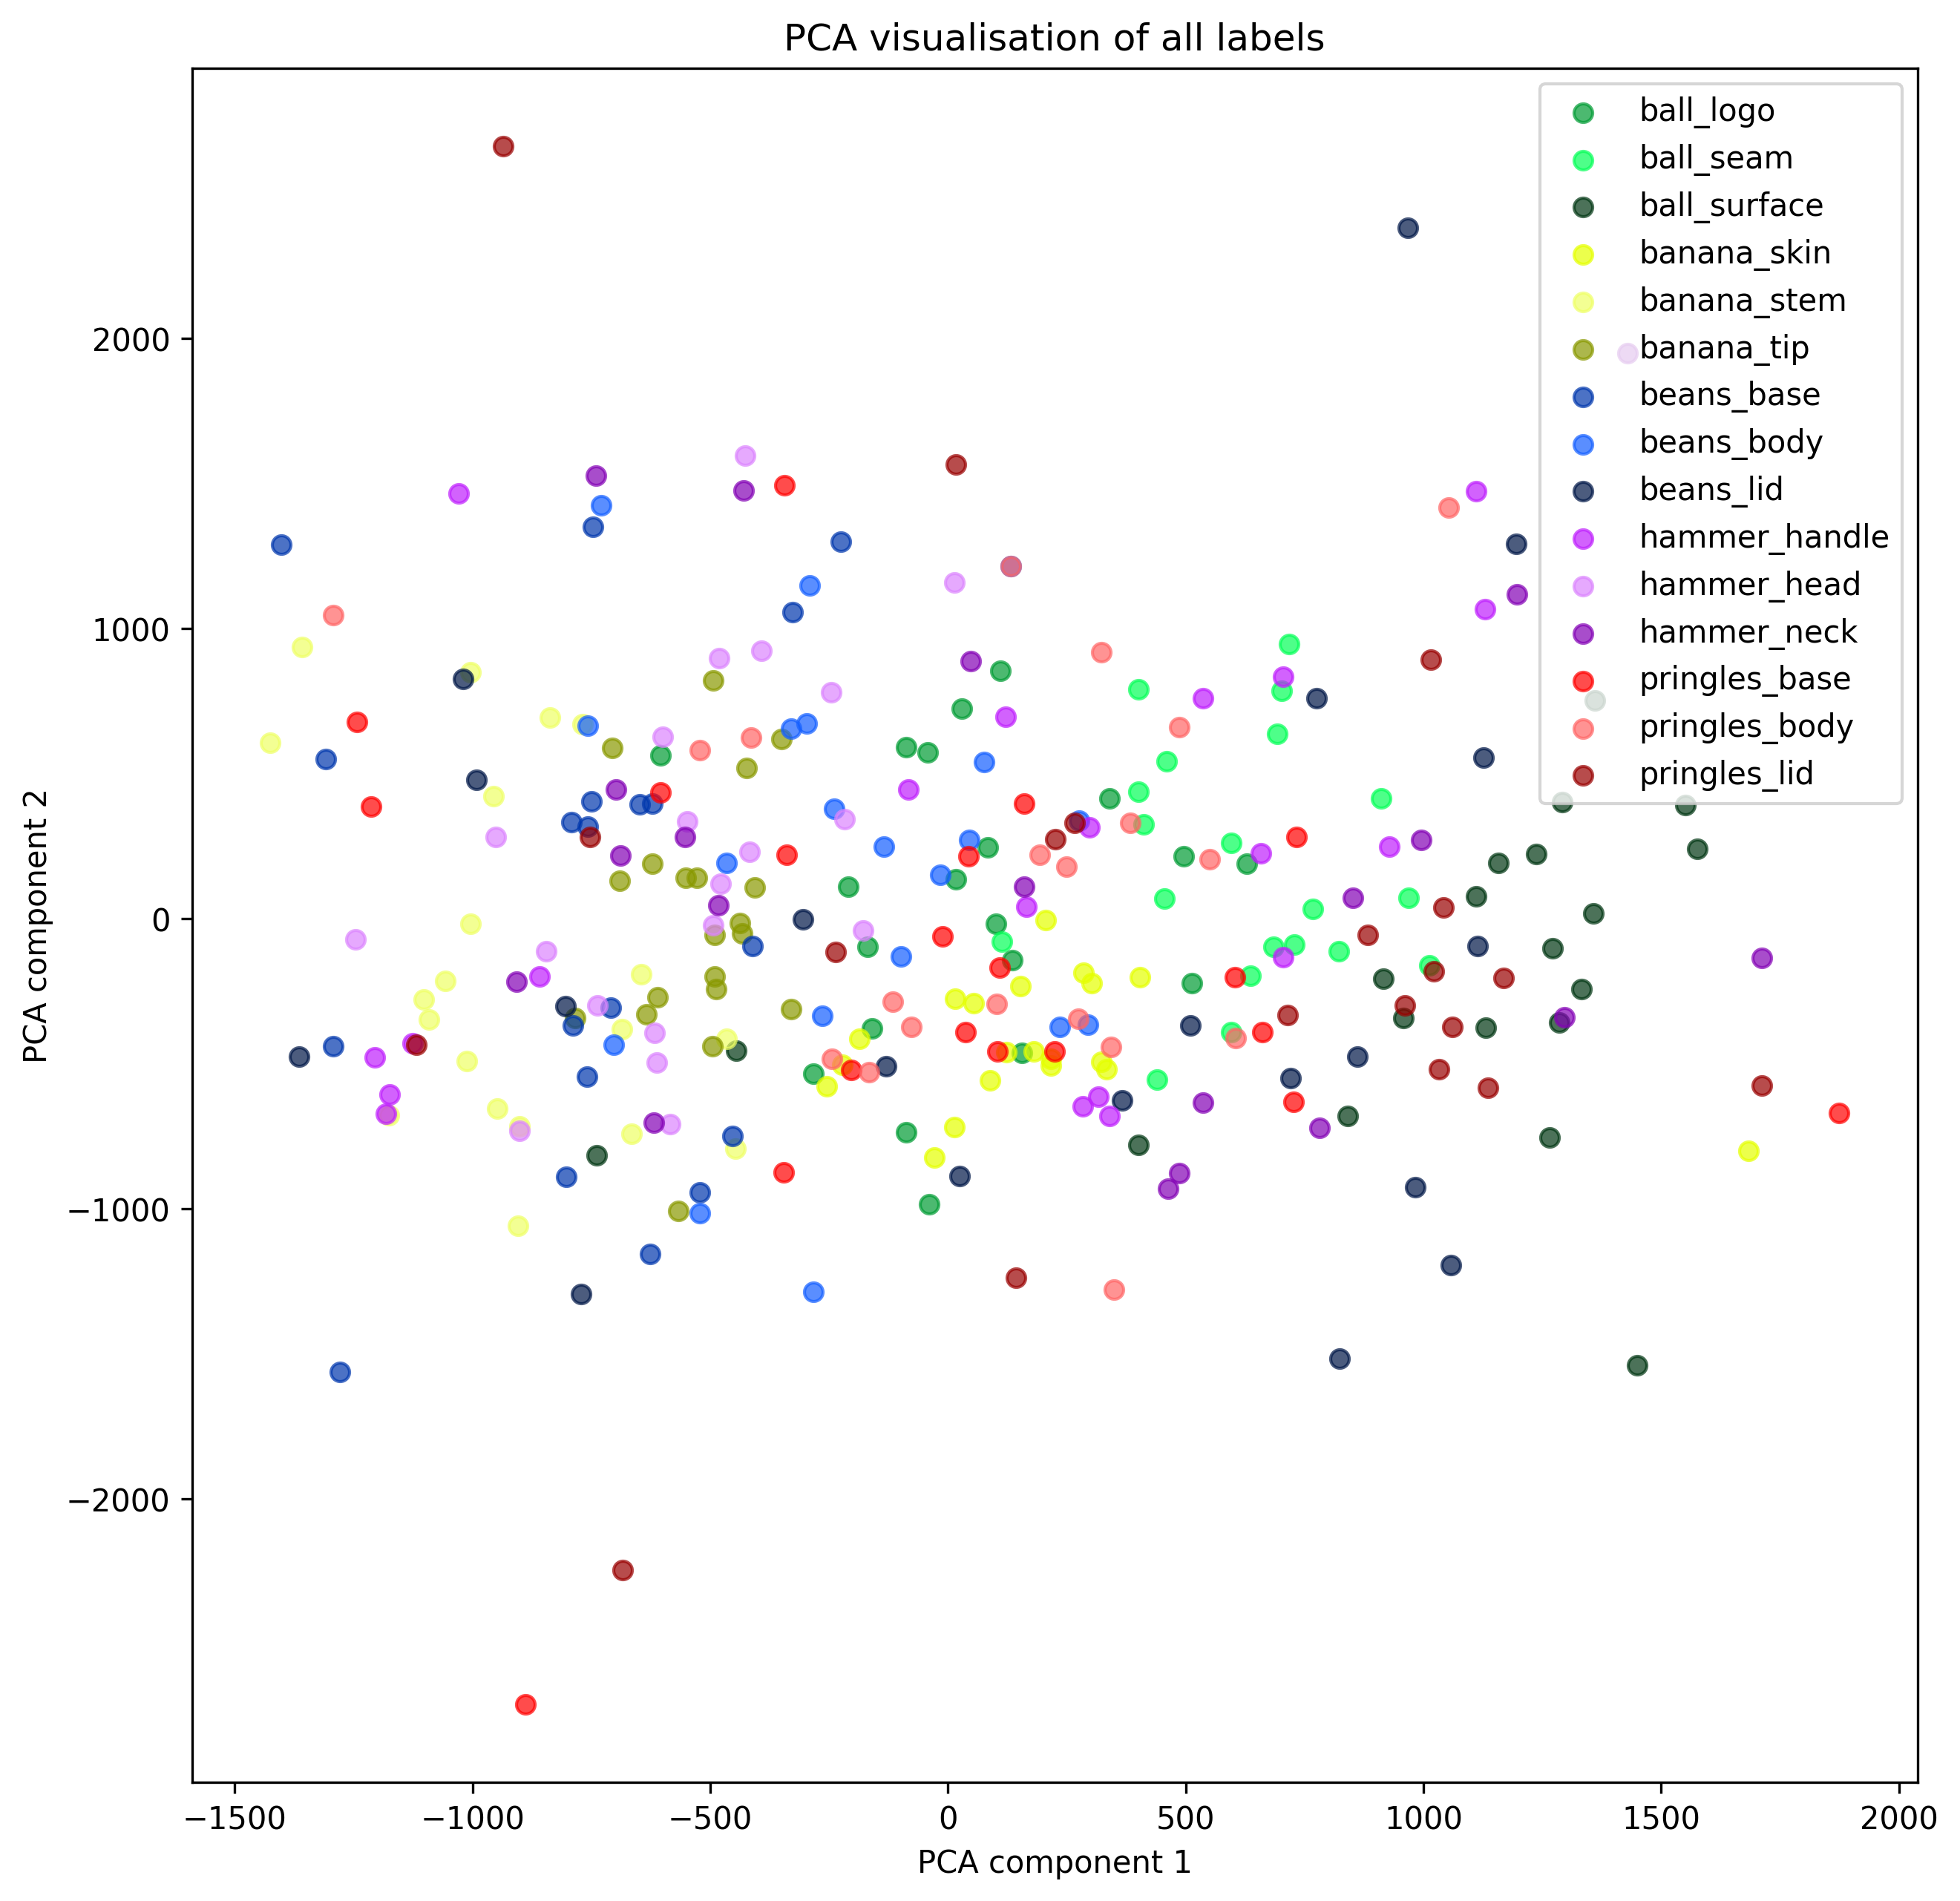 PCA visualisation of all labels
ball_logo
ball_seam
ball_surface
banana_skin
banana_stem
banana_tip
beans_base
beans_body
beans_lid
hammer_handle
hammer_head
hammer_neck
pringles_base
pringles_body
pringles_lid
PCA component 2
2000
1000
0
−1000
−2000
−1500
−1000
−500
0
500
1000
1500
2000
PCA component 1